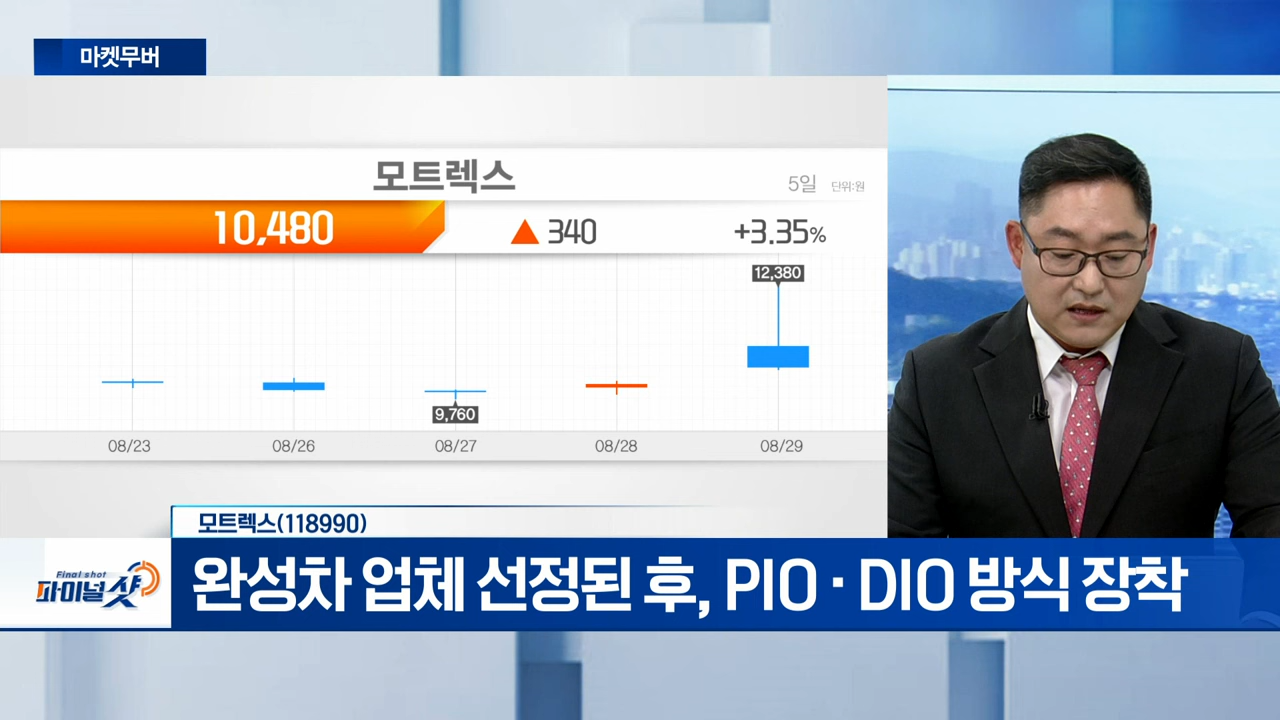 마켓무버
모트렉스
5일 단위:원
10,480 ▲ 340 +3.35%
12,380
9,760
08/23 08/26 08/27 08/28 08/29
모트렉스(118990)
Final shot
파이널샷
완성차 업체 선정된 후, PIO·DIO 방식 장착